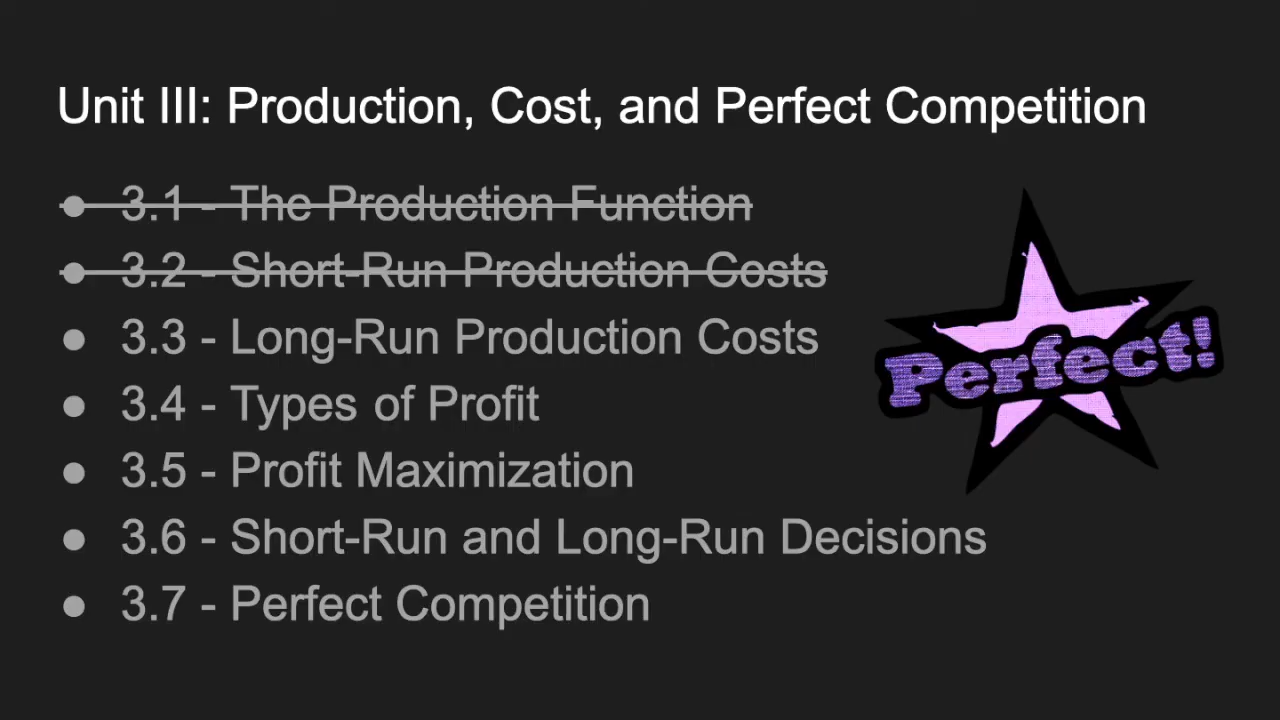 Unit III: Production, Cost, and Perfect Competition
● 3.1 - The Production Function
● 3.2 - Short-Run Production Costs
● 3.3 - Long-Run Production Costs
● 3.4 - Types of Profit
● 3.5 - Profit Maximization
● 3.6 - Short-Run and Long-Run Decisions
● 3.7 - Perfect Competition
Perfect!